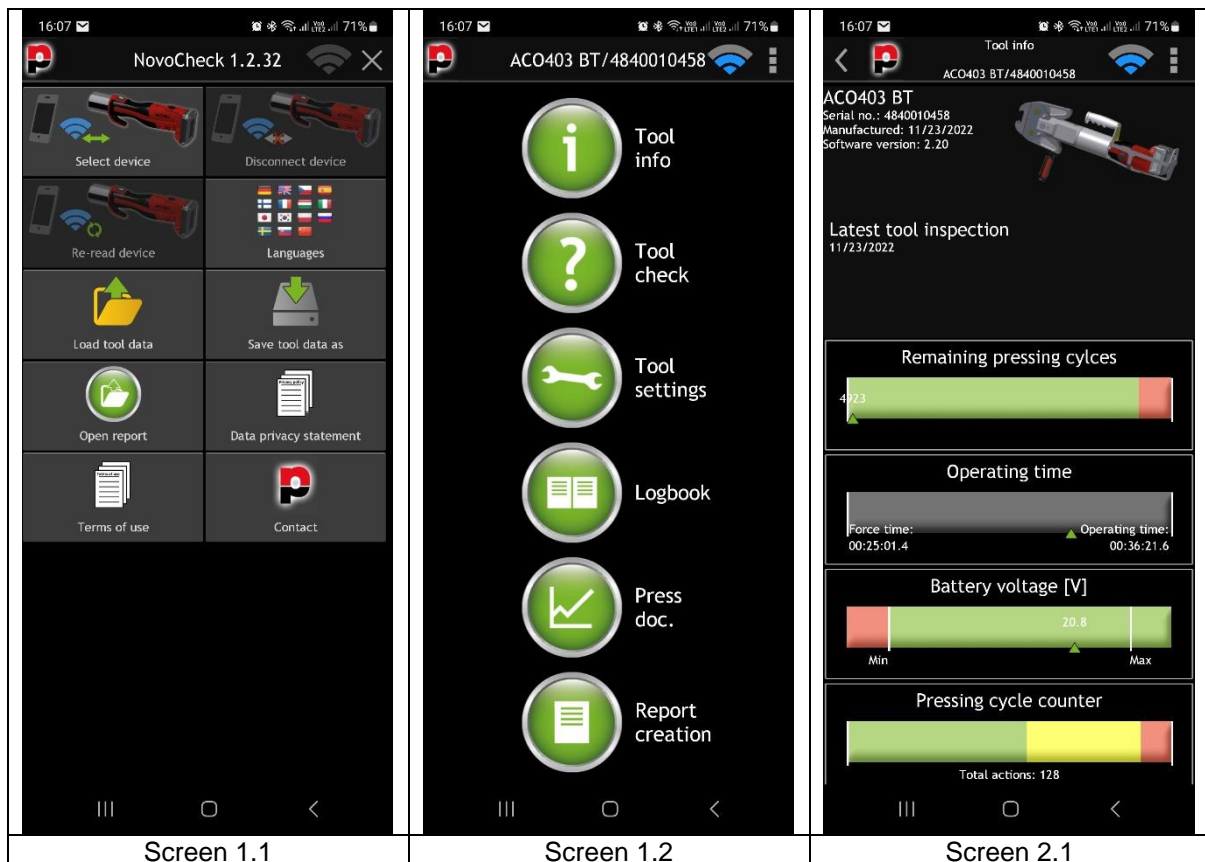 16:07 71%
NovoCheck 1.2.32
Select device
Disconnect device
Re-read device
Languages
Load tool data
Save tool data as
Open report
Data privacy statement
Terms of use
Contact
Screen 1.1
16:07 71%
ACO403 BT/4840010458
Tool
info
Tool
check
Tool
settings
Logbook
Press
doc.
Report
creation
Screen 1.2
16:07 71%
Tool info
ACO403 BT/4840010458
ACO403 BT
Serial no.: 4840010458
Manufactured: 11/23/2022
Software version: 2.20
Latest tool inspection
11/23/2022
Remaining pressing cylces
4923
Operating time
Force time:
00:25:01.4
Operating time:
00:36:21.6
Battery voltage [V]
20.8
Min
Max
Pressing cycle counter
Total actions: 128
Screen 2.1